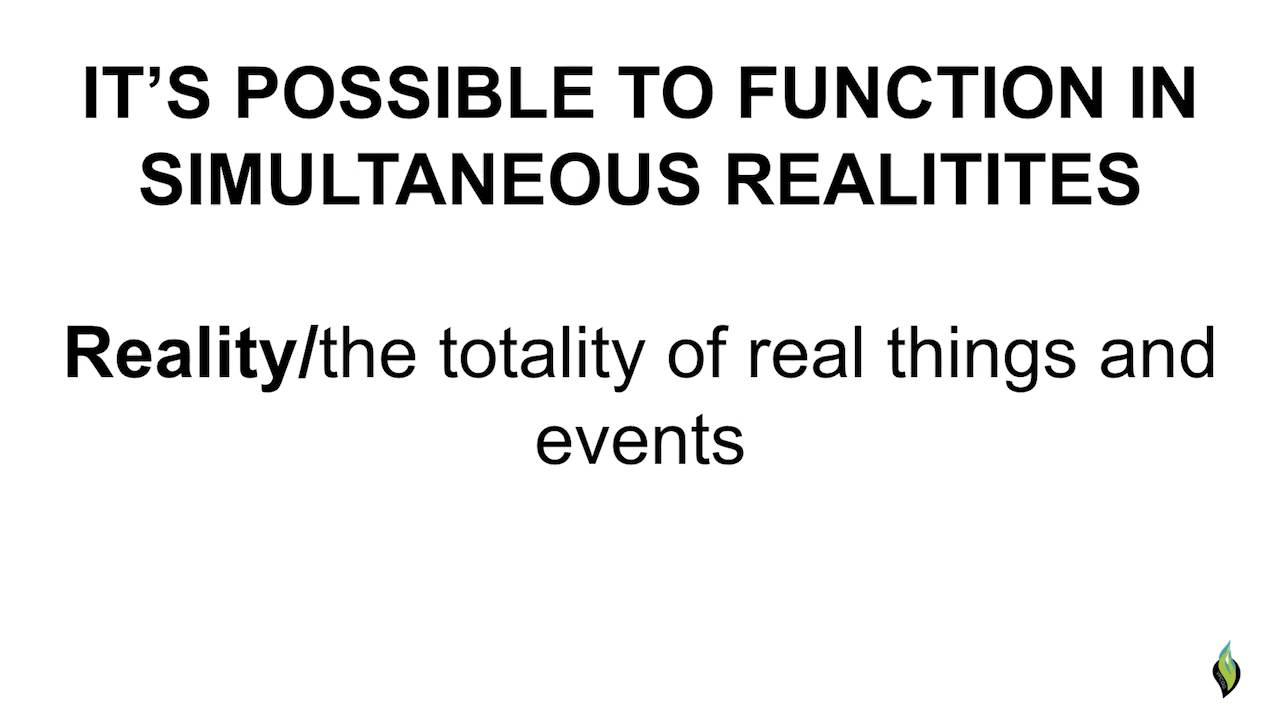 IT’S POSSIBLE TO FUNCTION IN
SIMULTANEOUS REALITITES
Reality/the totality of real things and
events